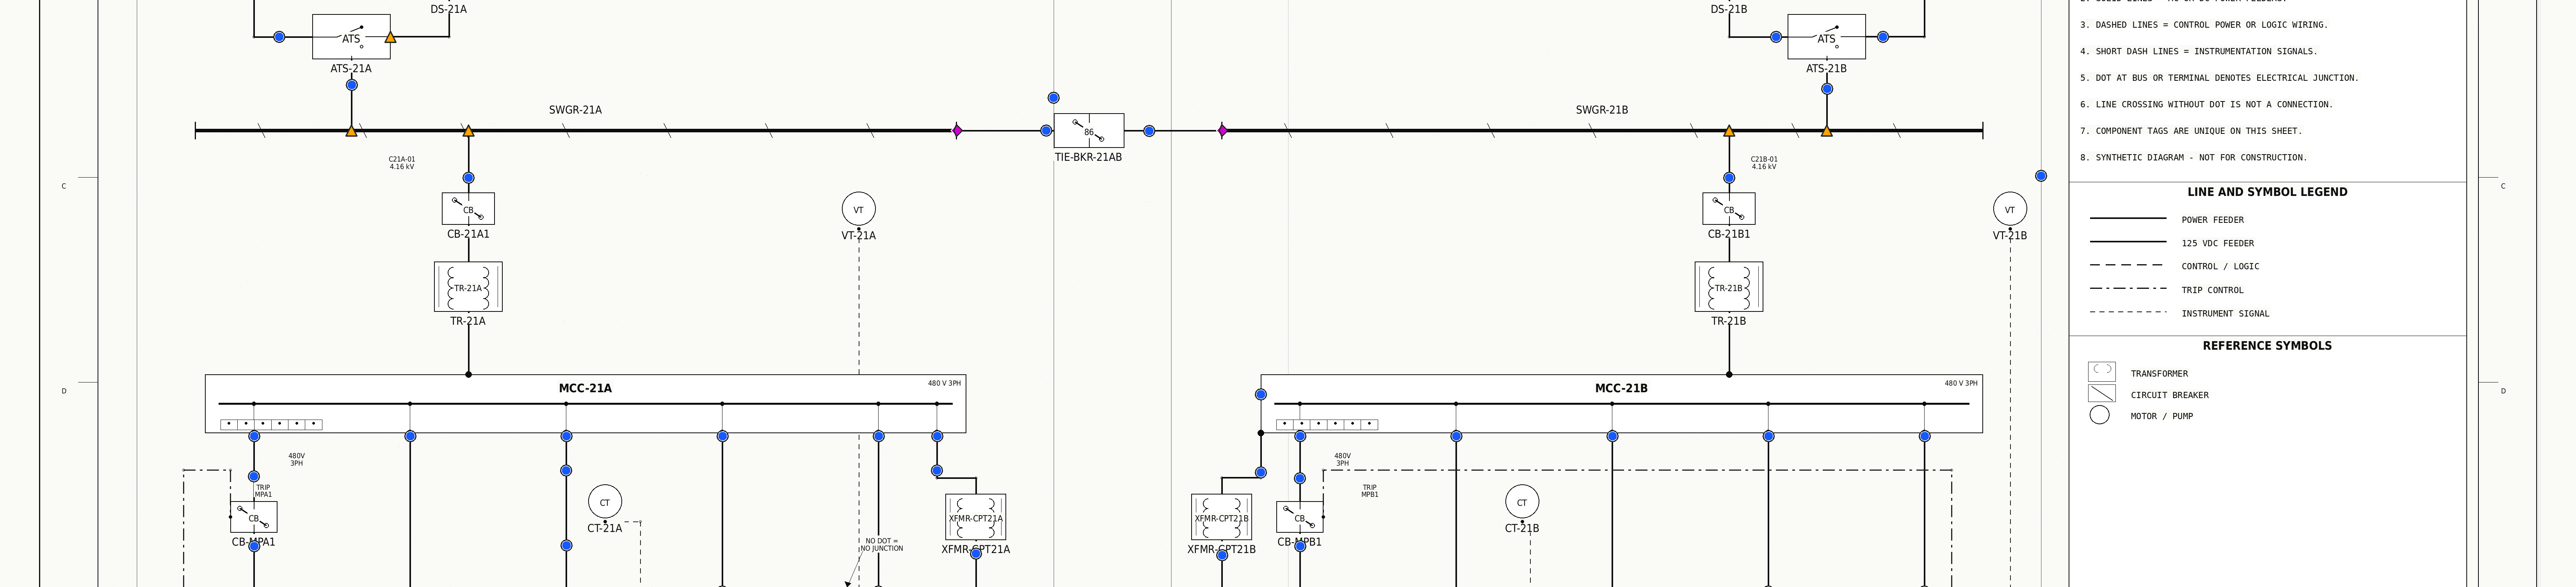 DS-21A
DS-21B
ATS
ATS-21A
ATS
ATS-21B
3. DASHED LINES = CONTROL POWER OR LOGIC WIRING.
4. SHORT DASH LINES = INSTRUMENTATION SIGNALS.
5. DOT AT BUS OR TERMINAL DENOTES ELECTRICAL JUNCTION.
6. LINE CROSSING WITHOUT DOT IS NOT A CONNECTION.
7. COMPONENT TAGS ARE UNIQUE ON THIS SHEET.
8. SYNTHETIC DIAGRAM - NOT FOR CONSTRUCTION.
SWGR-21A
SWGR-21B
86
TIE-BKR-21AB
C21A-01
4.16 kV
C21B-01
4.16 kV
C
C
CB
CB-21A1
VT
VT-21A
CB
CB-21B1
VT
VT-21B
TR-21A
TR-21A
TR-21B
TR-21B
LINE AND SYMBOL LEGEND
POWER FEEDER
125 VDC FEEDER
CONTROL / LOGIC
TRIP CONTROL
INSTRUMENT SIGNAL
REFERENCE SYMBOLS
TRANSFORMER
CIRCUIT BREAKER
MOTOR / PUMP
D
D
MCC-21A
480 V 3PH
MCC-21B
480 V 3PH
480V
3PH
TRIP
MPA1
CB
CB-MPA1
CT
CT-21A
NO DOT =
NO JUNCTION
XFMR-CPT21A
XFMR-CPT21A
480V
3PH
TRIP
MPB1
XFMR-CPT21B
XFMR-CPT21B
CB
CB-MPB1
CT
CT-21B